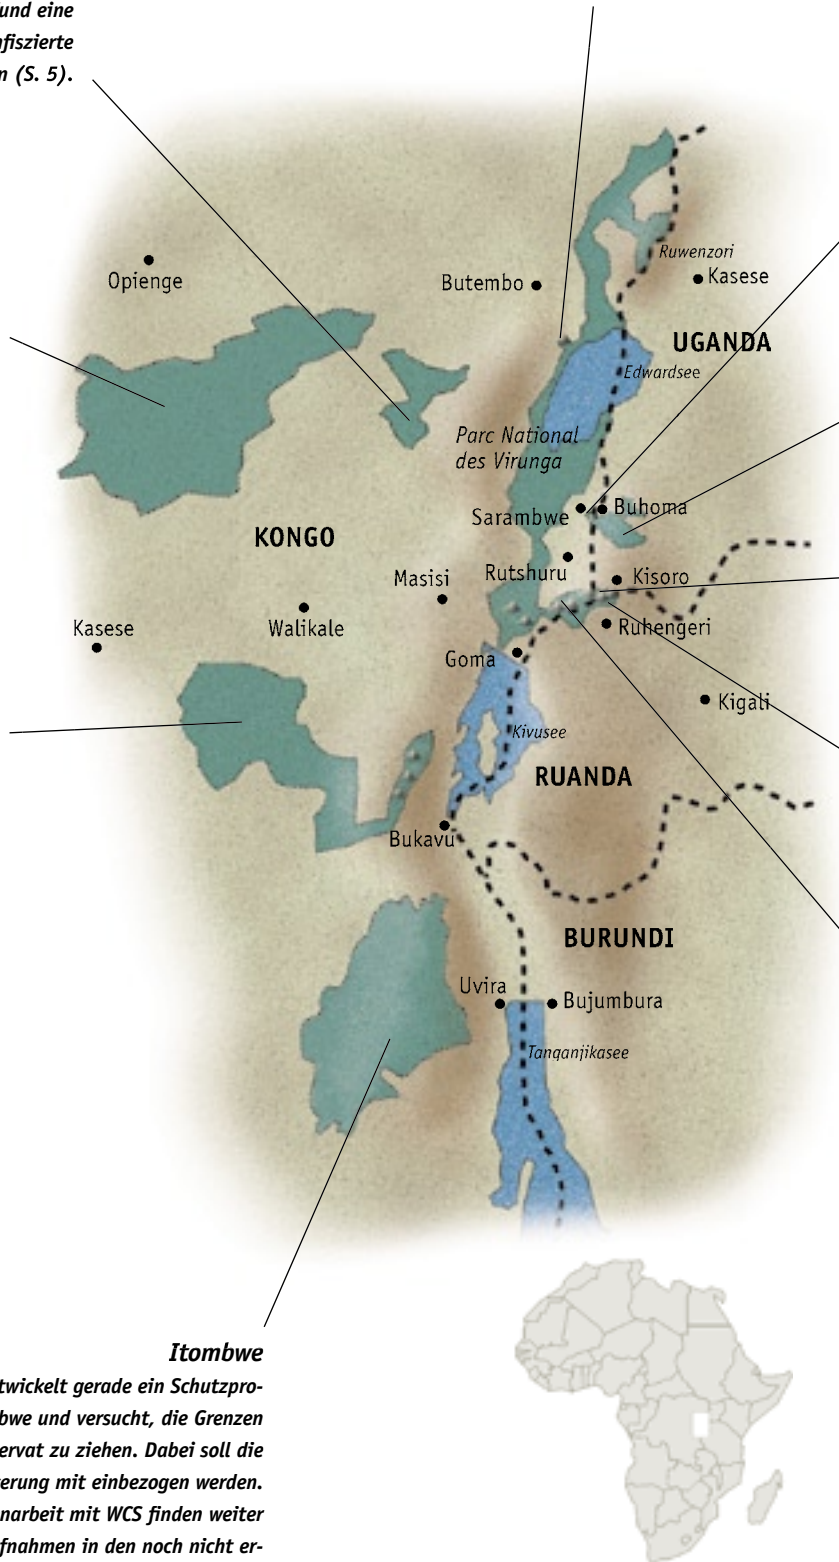 und eine
n (S. 5).
Ruwenzori
Opienge
Butembo
Kasese
UGANDA
Edwardsee
Parc National
des Virunga
Sarambwe
Buhoma
KONGO
Rutshuru
Masisi
Kisoro
Kasese
Walikale
Ruhengeri
Goma
Kigali
Kivusee
RUANDA
Bukavu
BURUNDI
Uvira
Bujumbura
Tanganjikasee
Itombwe
twickelt gerade ein Schutzpro-
bwe und versucht, die Grenzen
ervat zu ziehen. Dabei soll die
erung mit einbezogen werden.
narbeit mit WCS finden weiter
fnahmen in den noch nicht er-